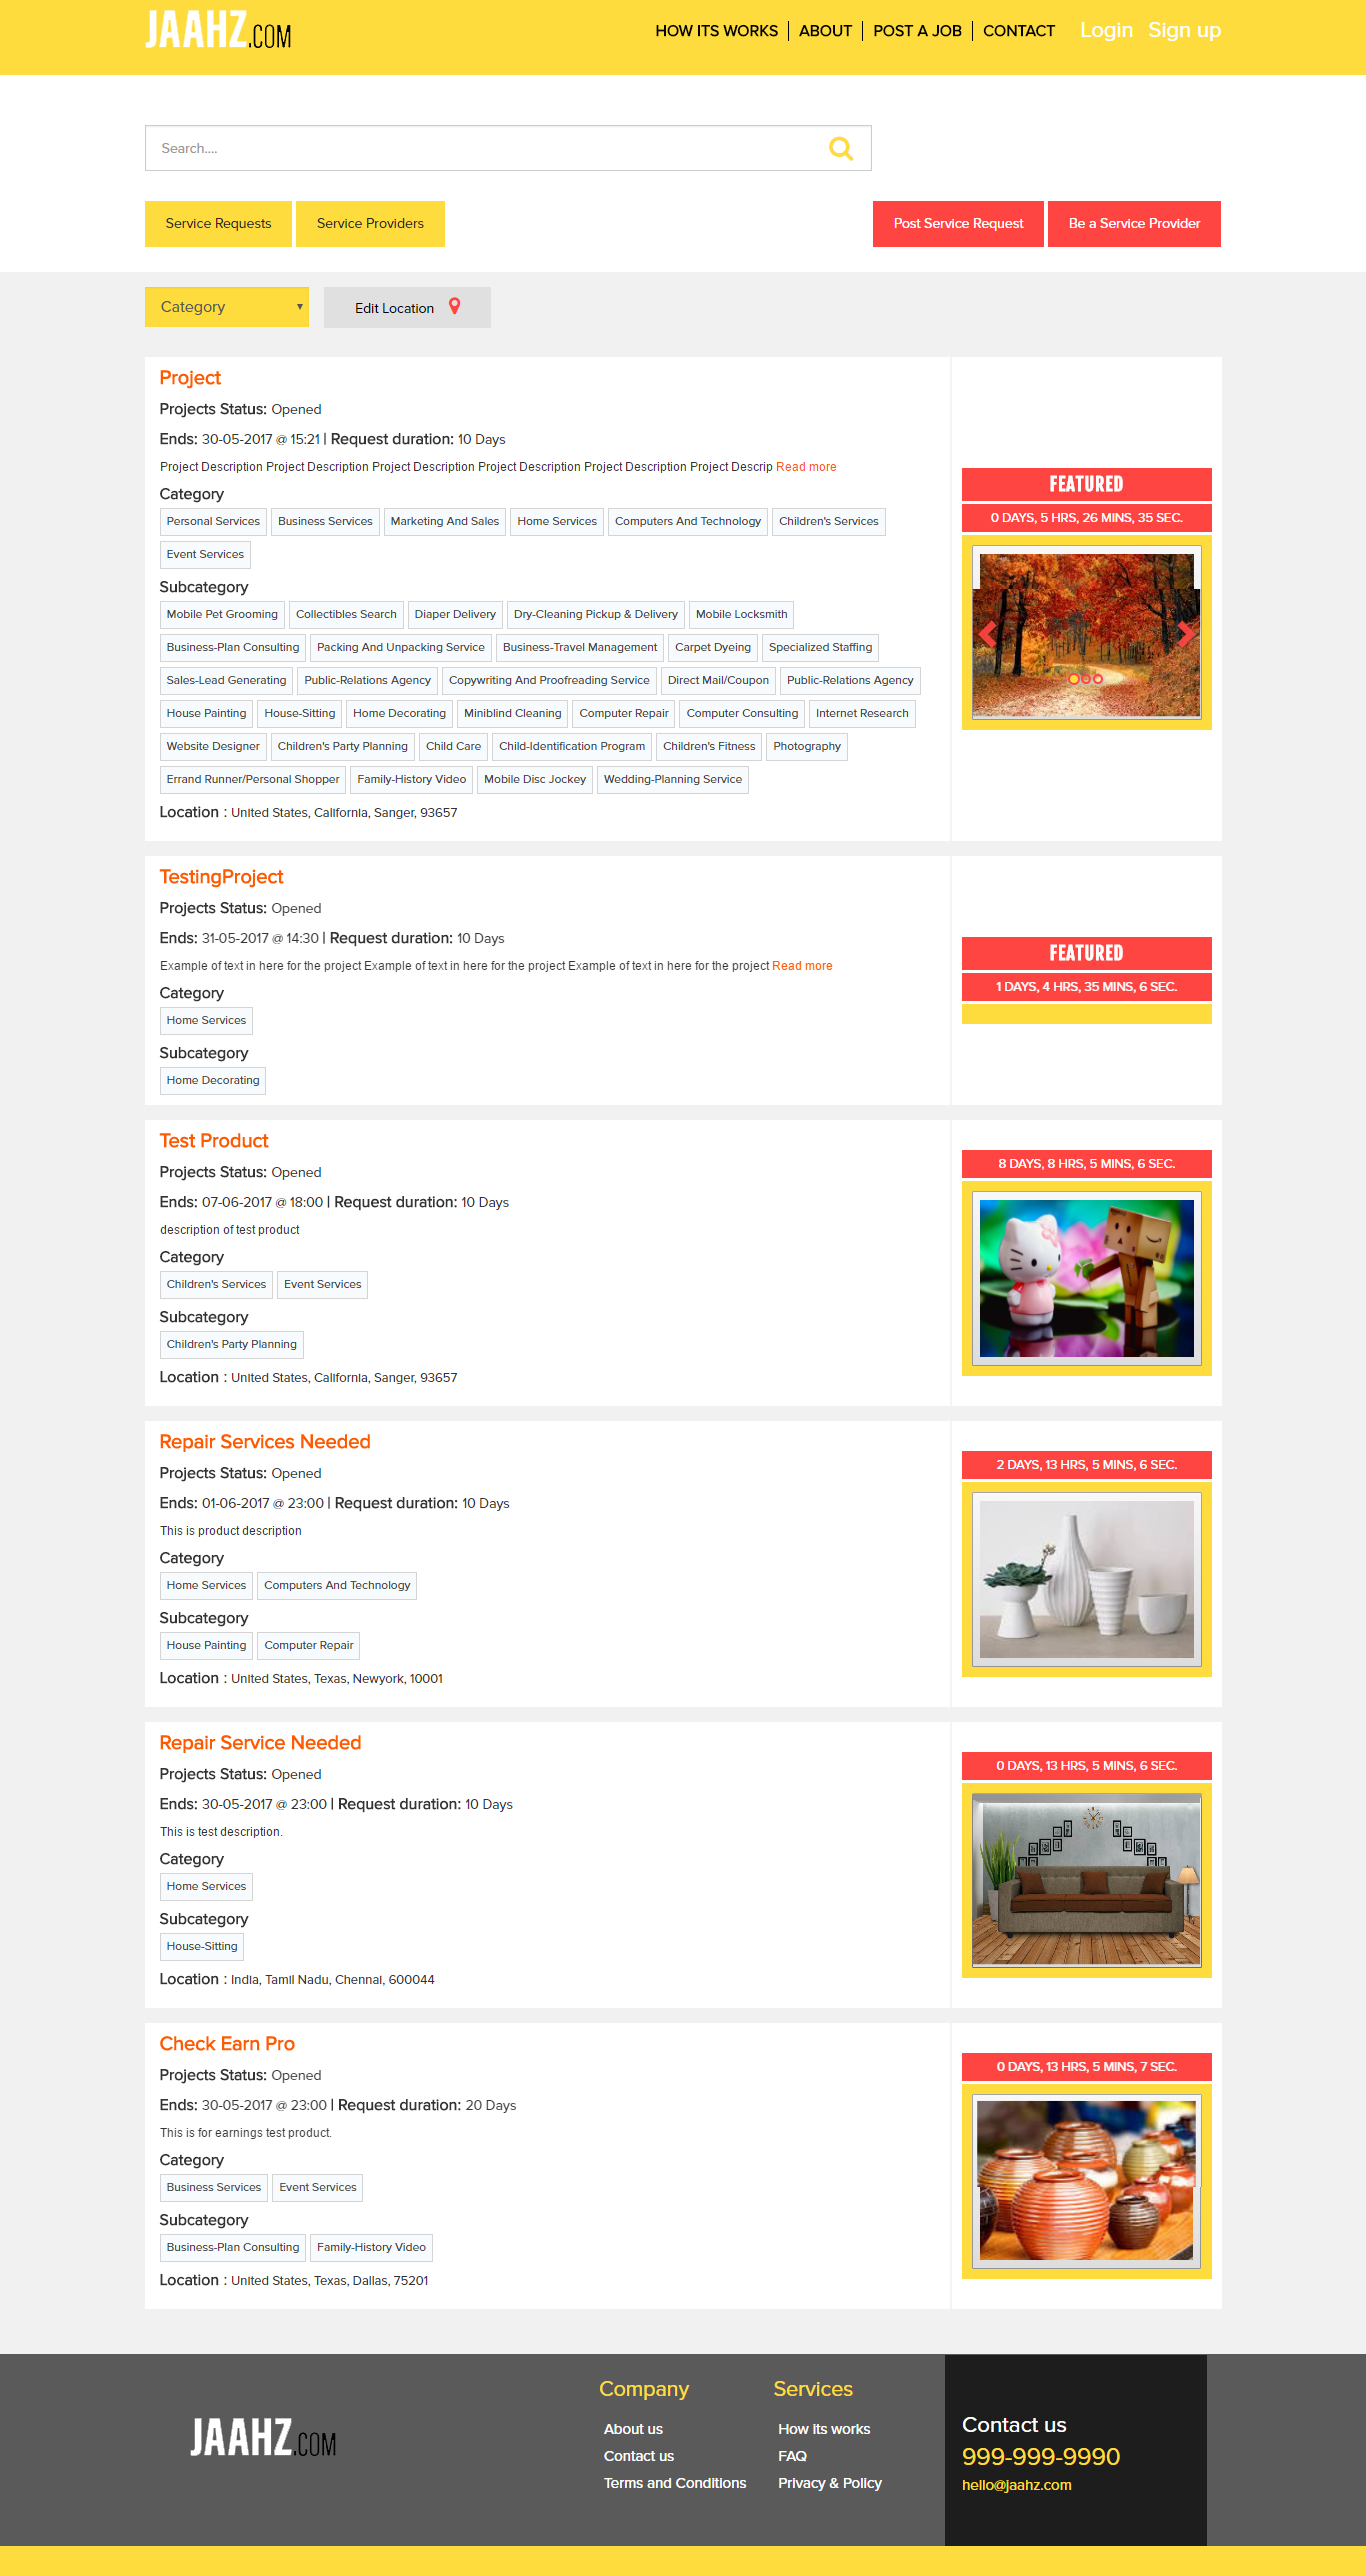 JAAHZ.COM
HOW ITS WORKS | ABOUT | POST A JOB | CONTACT Login Sign up
Search....
Service Requests Service Providers Post Service Request Be a Service Provider
Category Edit Location
Project
Projects Status: Opened
Ends: 30-05-2017 @ 15:21 | Request duration: 10 Days
Project Description Project Description Project Description Project Description Project Description Project Descrip Read more
Category
Personal Services Business Services Marketing And Sales Home Services Computers And Technology Children's Services
Event Services
Subcategory
Mobile Pet Grooming Collectibles Search Diaper Delivery Dry-Cleaning Pickup & Delivery Mobile Locksmith
Business-Plan Consulting Packing And Unpacking Service Business-Travel Management Carpet Dyeing Specialized Staffing
Sales-Lead Generating Public-Relations Agency Copywriting And Proofreading Service Direct Mail/Coupon Public-Relations Agency
House Painting House-Sitting Home Decorating Miniblind Cleaning Computer Repair Computer Consulting Internet Research
Website Designer Children's Party Planning Child Care Child-Identification Program Children's Fitness Photography
Errand Runner/Personal Shopper Family-History Video Mobile Disc Jockey Wedding-Planning Service
Location : United States, California, Sanger, 93657
FEATURED
0 DAYS, 5 HRS, 26 MINS, 35 SEC.
TestingProject
Projects Status: Opened
Ends: 31-05-2017 @ 14:30 | Request duration: 10 Days
Example of text in here for the project Example of text in here for the project Example of text in here for the project Read more
Category
Home Services
Subcategory
Home Decorating
FEATURED
1 DAYS, 4 HRS, 35 MINS, 6 SEC.
Test Product
Projects Status: Opened
Ends: 07-06-2017 @ 18:00 | Request duration: 10 Days
description of test product
Category
Children's Services Event Services
Subcategory
Children's Party Planning
Location : United States, California, Sanger, 93657
8 DAYS, 8 HRS, 5 MINS, 6 SEC.
Repair Services Needed
Projects Status: Opened
Ends: 01-06-2017 @ 23:00 | Request duration: 10 Days
This is product description
Category
Home Services Computers And Technology
Subcategory
House Painting Computer Repair
Location : United States, Texas, Newyork, 10001
2 DAYS, 13 HRS, 5 MINS, 6 SEC.
Repair Service Needed
Projects Status: Opened
Ends: 30-05-2017 @ 23:00 | Request duration: 10 Days
This is test description.
Category
Home Services
Subcategory
House-Sitting
Location : India, Tamil Nadu, Chennai, 600044
0 DAYS, 13 HRS, 5 MINS, 6 SEC.
Check Earn Pro
Projects Status: Opened
Ends: 30-05-2017 @ 23:00 | Request duration: 20 Days
This is for earnings test product.
Category
Business Services Event Services
Subcategory
Business-Plan Consulting Family-History Video
Location : United States, Texas, Dallas, 75201
0 DAYS, 13 HRS, 5 MINS, 7 SEC.
JAAHZ.COM
Company
About us
Contact us
Terms and Conditions
Services
How its works
FAQ
Privacy & Policy
Contact us
999-999-9990
hello@jaahz.com